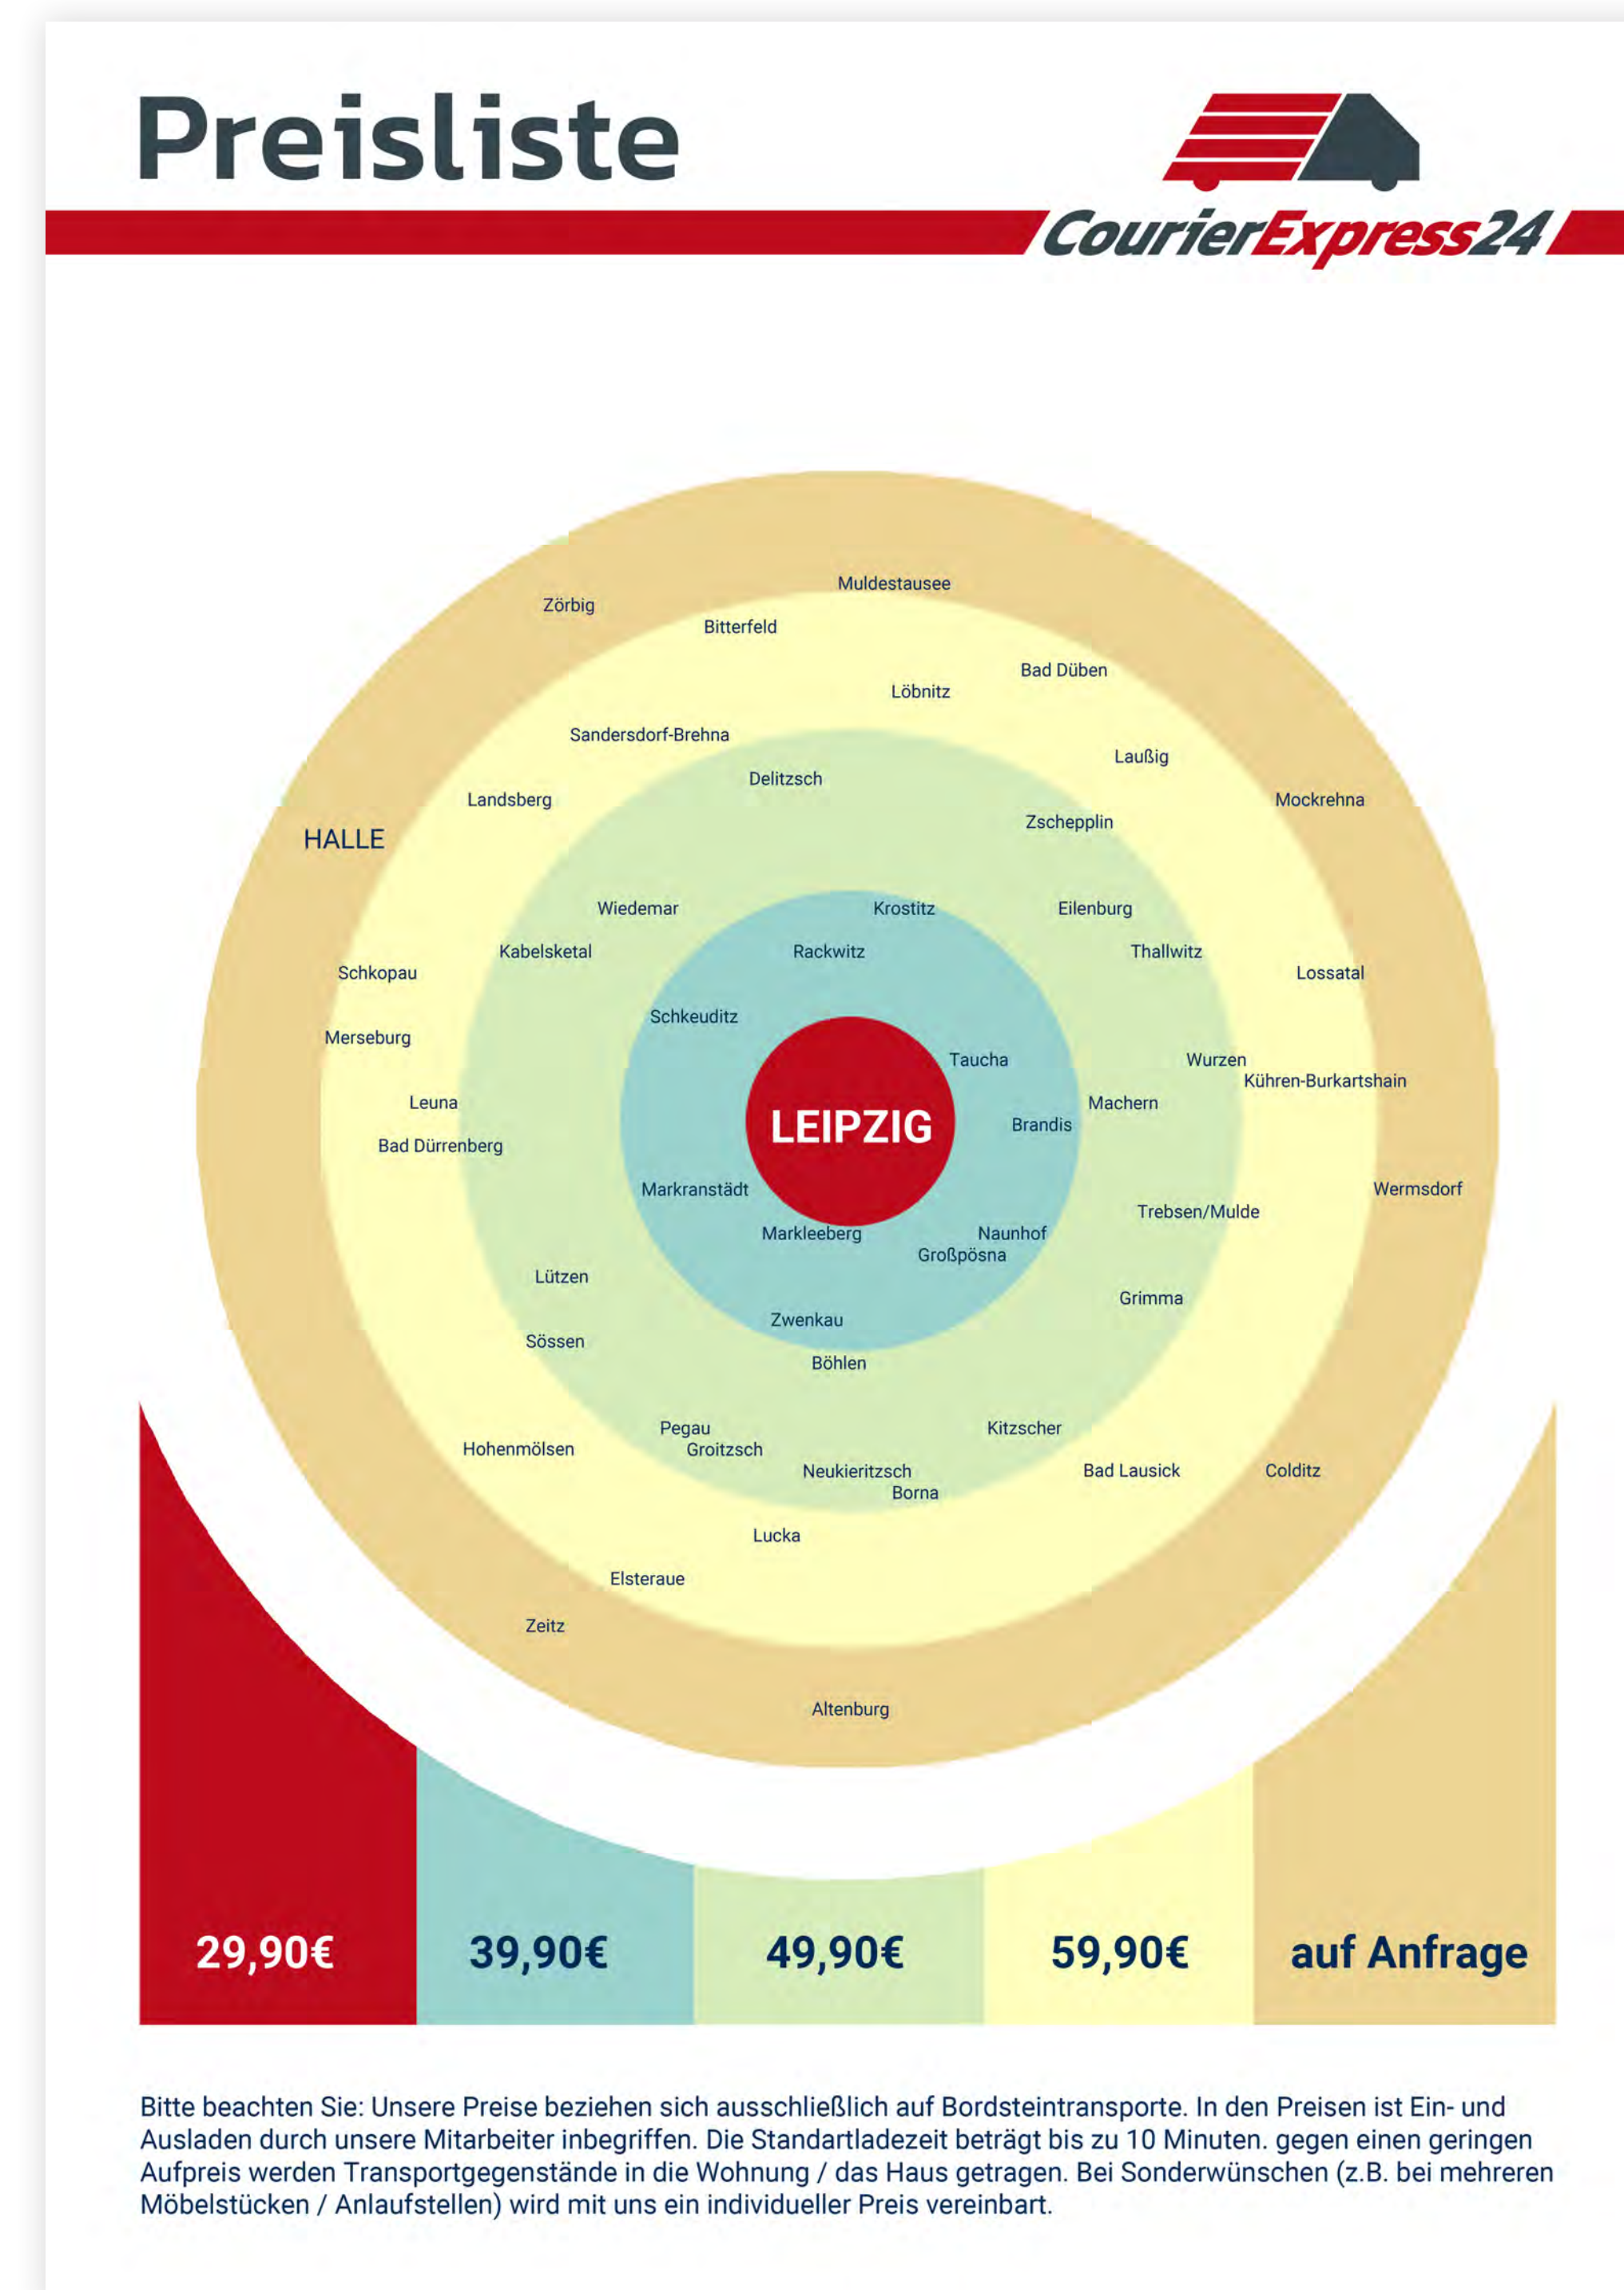 Preisliste
CourierExpress24
Muldestausee
Zörbig
Bitterfeld
Bad Düben
Löbnitz
Sandersdorf-Brehna
Laußig
Delitzsch
Landsberg
Mockrehna
Zschepplin
HALLE
Wiedemar
Krostitz
Eilenburg
Kabelsketal
Rackwitz
Thallwitz
Schkopau
Lossatal
Schkeuditz
Merseburg
Taucha
Wurzen
Kühren-Burkartshain
Leuna
Machern
LEIPZIG
Brandis
Bad Dürrenberg
Markranstädt
Wermsdorf
Trebsen/Mulde
Markleeberg
Naunhof
Großpösna
Lützen
Grimma
Zwenkau
Sössen
Böhlen
Pegau
Kitzscher
Hohenmölsen
Groitzsch
Neukieritzsch
Bad Lausick
Colditz
Borna
Lucka
Elsteraue
Zeitz
Altenburg
29,90€ 39,90€ 49,90€ 59,90€ auf Anfrage
Bitte beachten Sie: Unsere Preise beziehen sich ausschließlich auf Bordsteintransporte. In den Preisen ist Ein- und
Ausladen durch unsere Mitarbeiter inbegriffen. Die Standartladezeit beträgt bis zu 10 Minuten. gegen einen geringen
Aufpreis werden Transportgegenstände in die Wohnung / das Haus getragen. Bei Sonderwünschen (z.B. bei mehreren
Möbelstücken / Anlaufstellen) wird mit uns ein individueller Preis vereinbart.